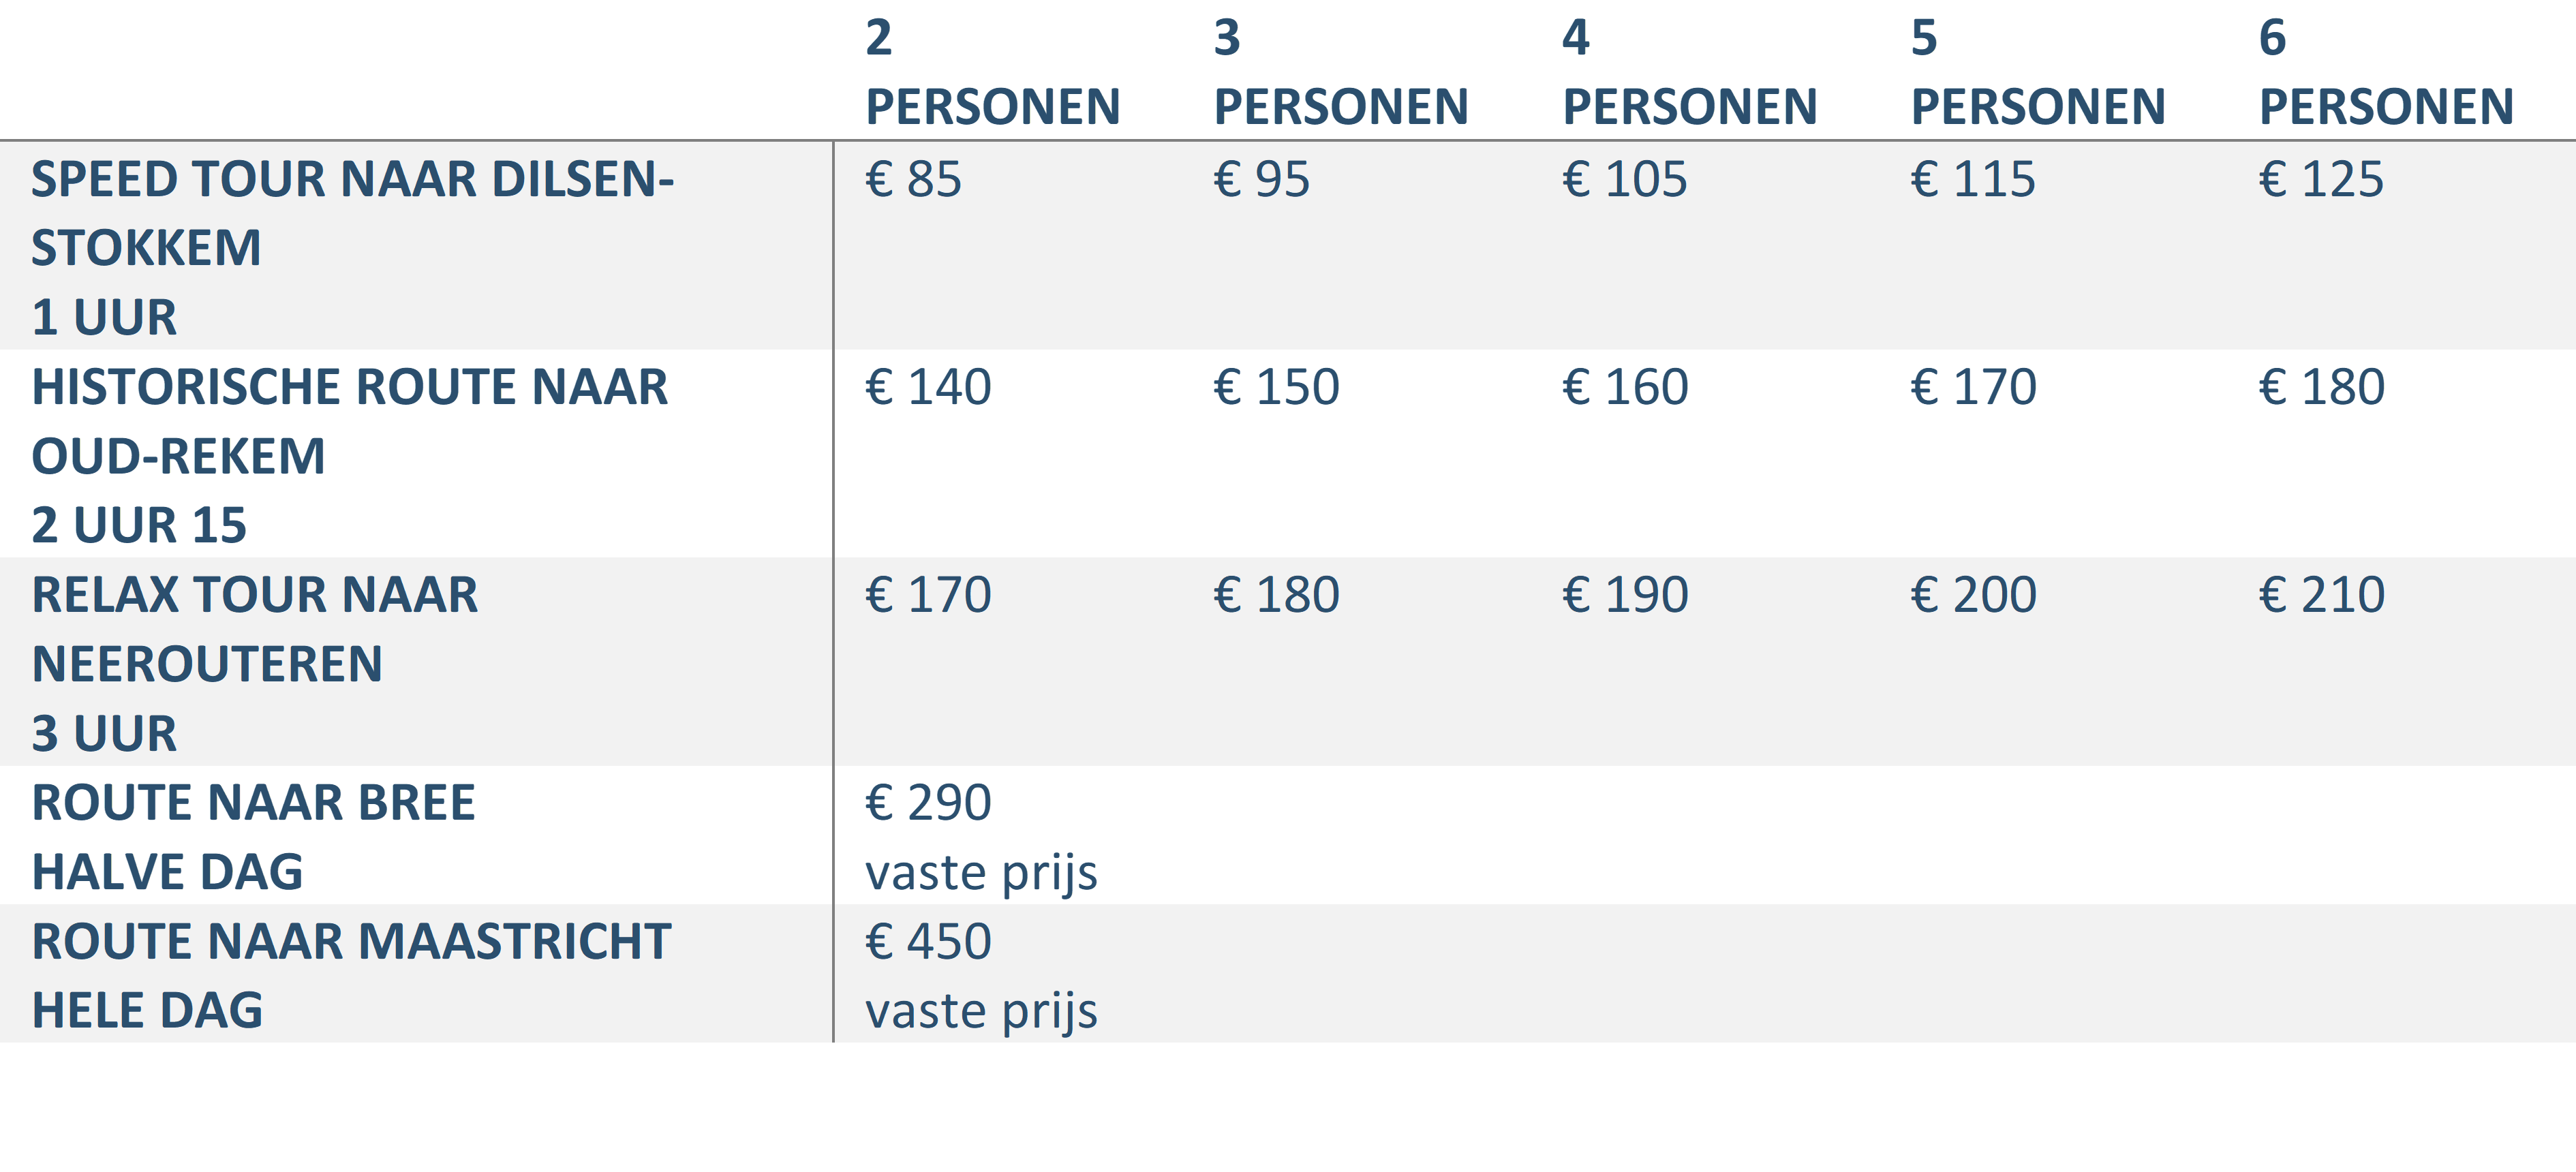 2 PERSONEN 3 PERSONEN 4 PERSONEN 5 PERSONEN 6 PERSONEN
SPEED TOUR NAAR DILSEN- € 85 € 95 € 105 € 115 € 125
STOKKEM
1 UUR
HISTORISCHE ROUTE NAAR € 140 € 150 € 160 € 170 € 180
OUD-REKEM
2 UUR 15
RELAX TOUR NAAR € 170 € 180 € 190 € 200 € 210
NEEROUTEREN
3 UUR
ROUTE NAAR BREE € 290
HALVE DAG vaste prijs
ROUTE NAAR MAASTRICHT € 450
HELE DAG vaste prijs